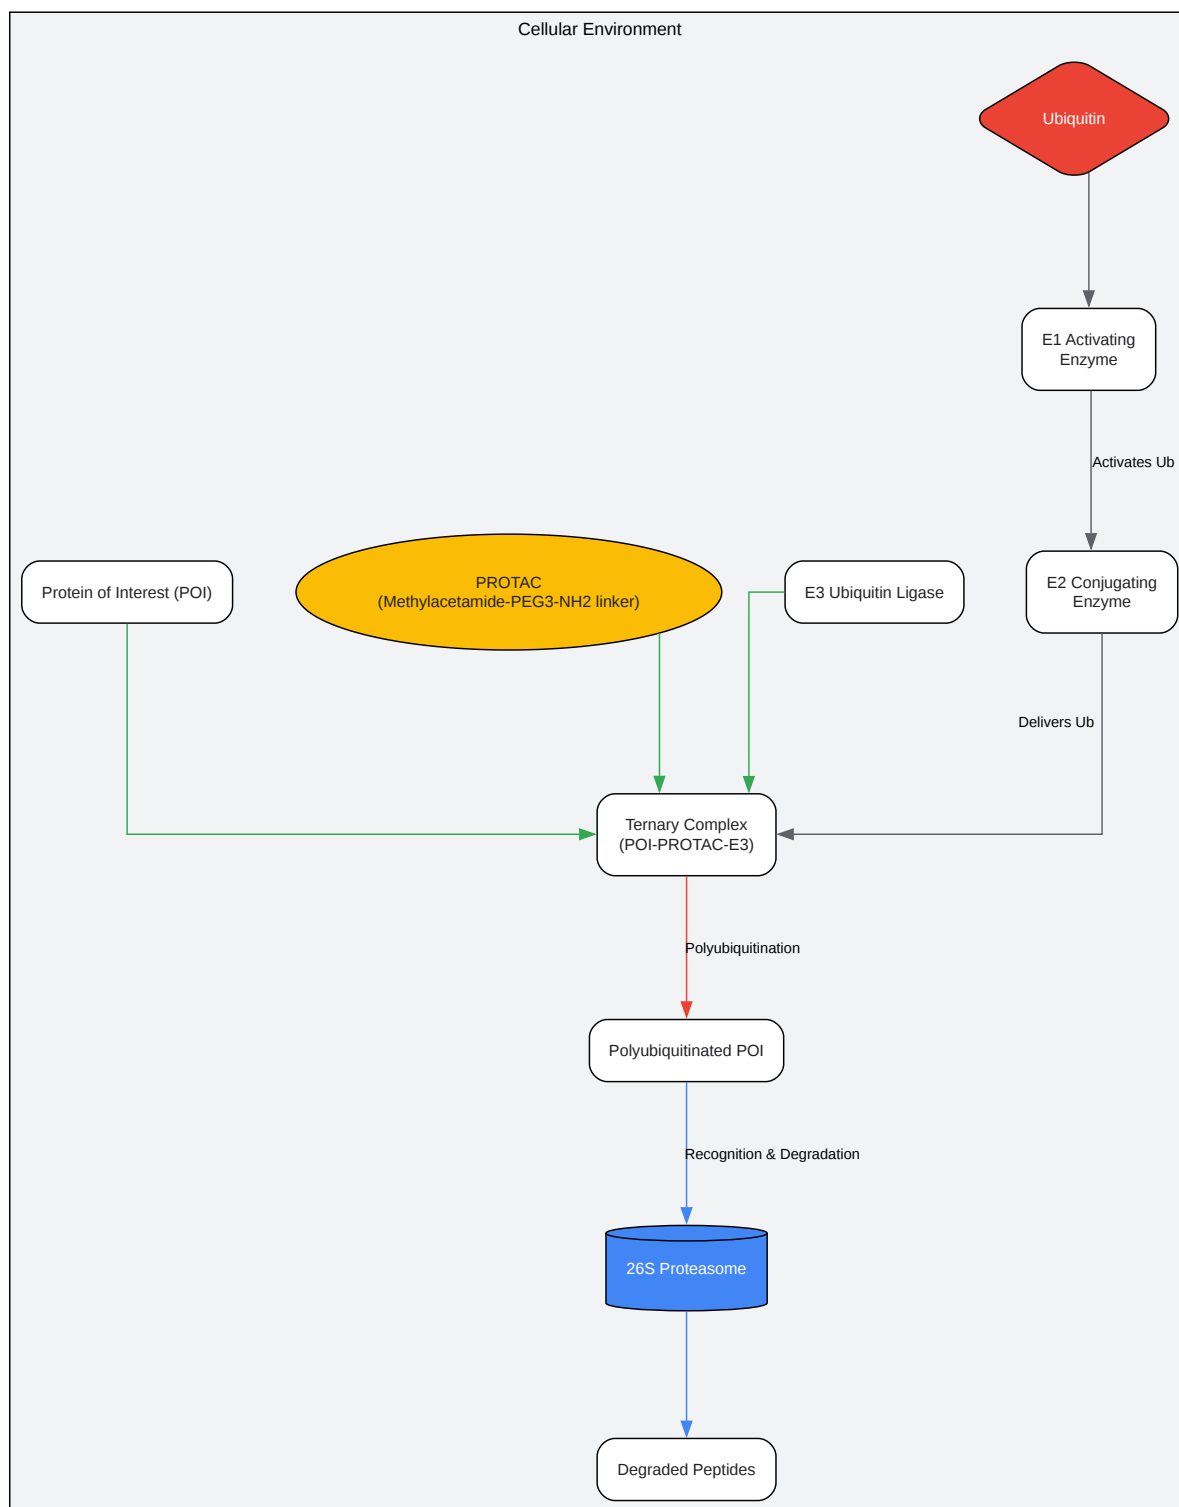 Cellular Environment
Ubiquitin
E1 Activating
Enzyme
Activates Ub
Protein of Interest (POI)
PROTAC
(Methylacetamide-PEG3-NH2 linker)
E3 Ubiquitin Ligase
E2 Conjugating
Enzyme
Delivers Ub
Ternary Complex
(POI-PROTAC-E3)
Polyubiquitination
Polyubiquitinated POI
Recognition & Degradation
26S Proteasome
Degraded Peptides